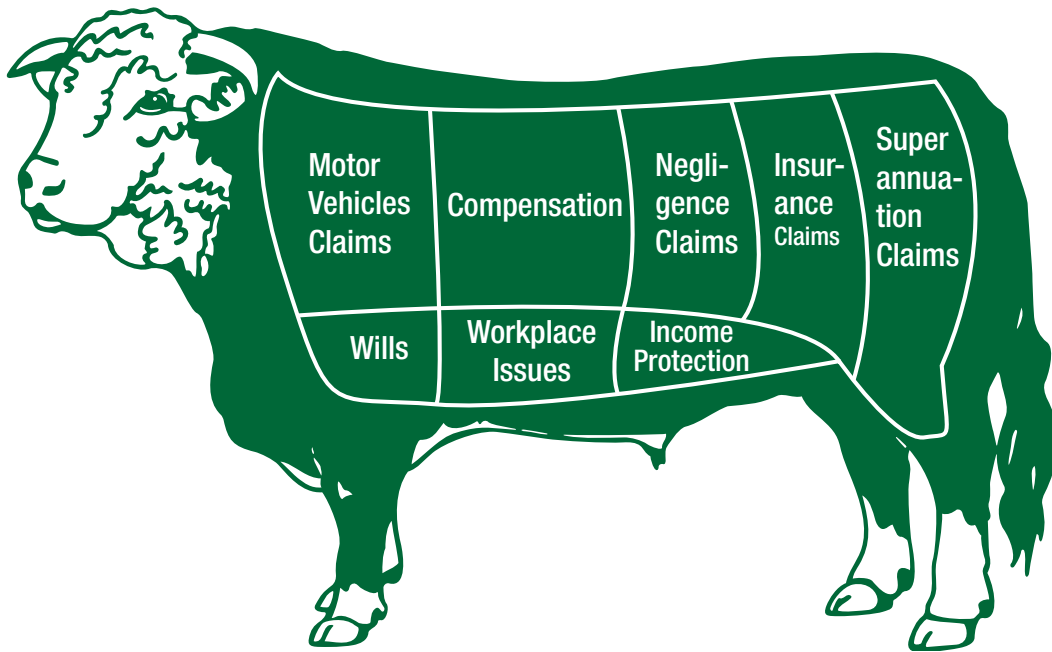 Motor
Vehicles
Claims
Compensation
Negli-
gence
Claims
Insur-
ance
Claims
Super
annua-
tion
Claims
Wills
Workplace
Issues
Income
Protection